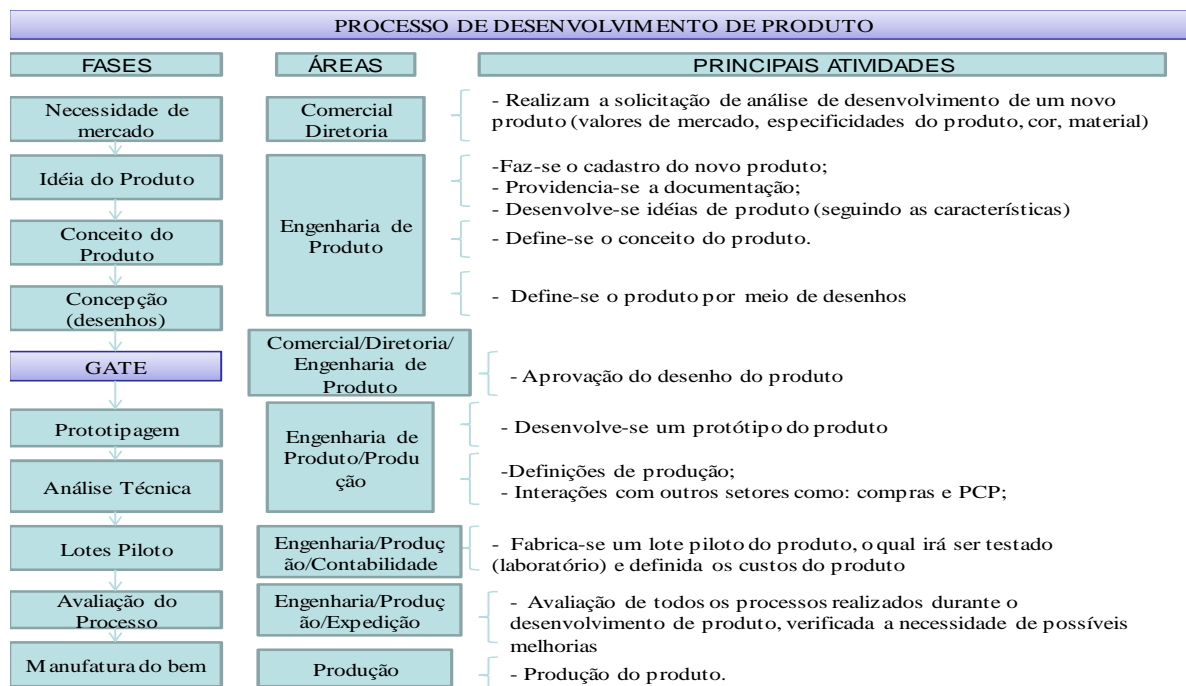 PROCESSO DE DESENVOLVIMENTO DE PRODUTO
FASES
ÁREAS
PRINCIPAIS ATIVIDADES
Necessidade de
mercado
Comercial
Diretoria
- Realizam a solicitação de análise de desenvolvimento de um novo
produto (valores de mercado, especificidades do produto, cor, material)
Idéia do Produto
Engenharia de
Produto
-Faz-se o cadastro do novo produto;
- Providencia-se a documentação;
- Desenvolve-se idéias de produto (seguindo as características)
Conceito do
Produto
- Define-se o conceito do produto.
Concepção
(desenhos)
- Define-se o produto por meio de desenhos
GATE
Comercial/Diretoria/
Engenharia de
Produto
- Aprovação do desenho do produto
Prototipagem
Engenharia de
Produto/Produ
ção
- Desenvolve-se um protótipo do produto
Análise Técnica
-Definições de produção;
- Interações com outros setores como: compras e PCP;
Lotes Piloto
Engenharia/Produç
ão/Contabilidade
- Fabrica-se um lote piloto do produto, o qual irá ser testado
(laboratório) e definida os custos do produto
Avaliação do
Processo
Engenharia/Produç
ão/Expedição
- Avaliação de todos os processos realizados durante o
desenvolvimento de produto, verificada a necessidade de possíveis
melhorias
Manufatura do bem
Produção
- Produção do produto.